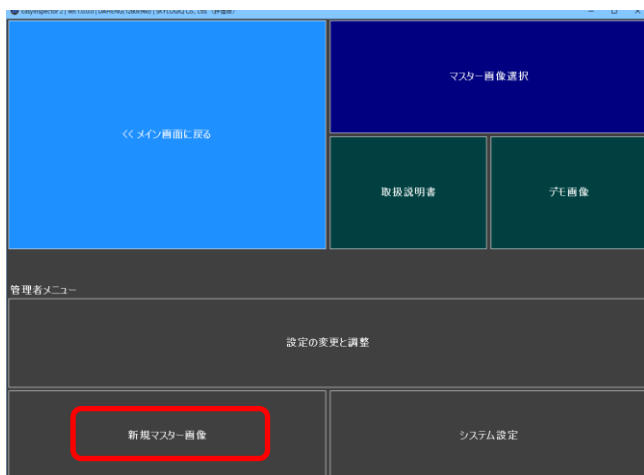 マスター画像選択
<< メイン画面に戻る
取扱説明書
デモ画像
管理者メニュー
設定の変更と調整
新規マスター画像
システム設定